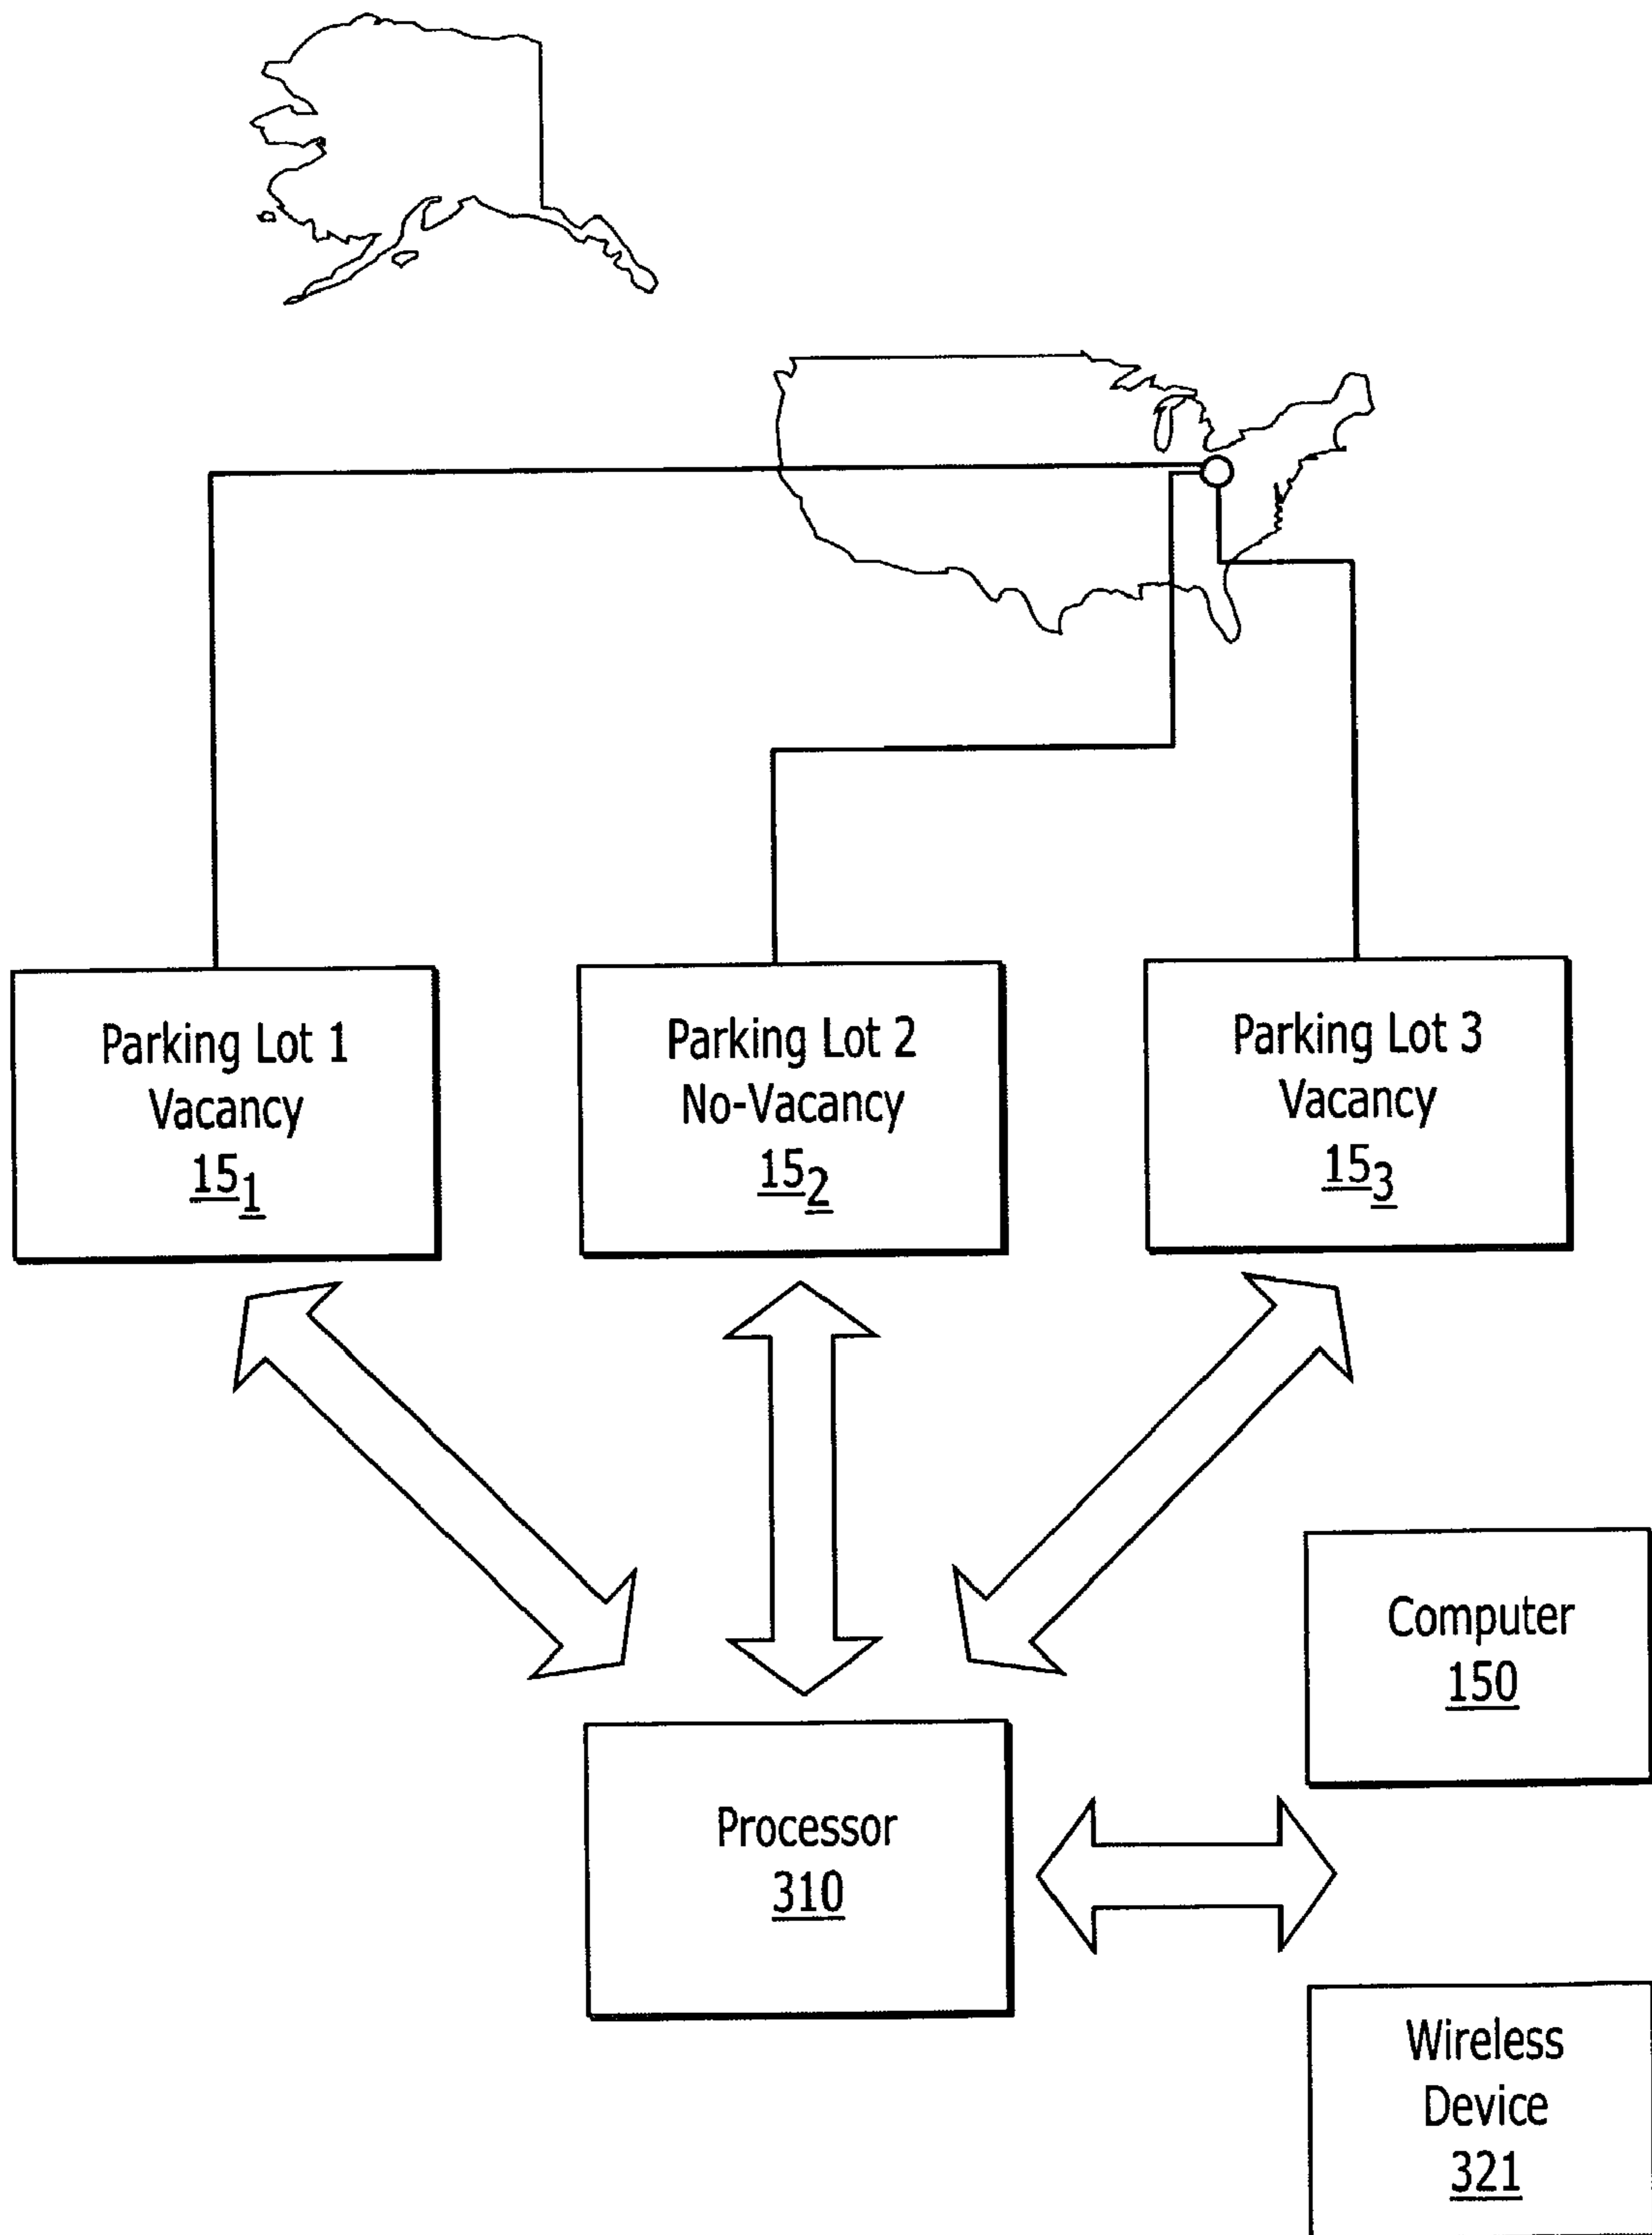 Parking Lot 1
Vacancy
15₁
Parking Lot 2
No-Vacancy
15₂
Parking Lot 3
Vacancy
15₃
Computer
150
Processor
310
Wireless
Device
321